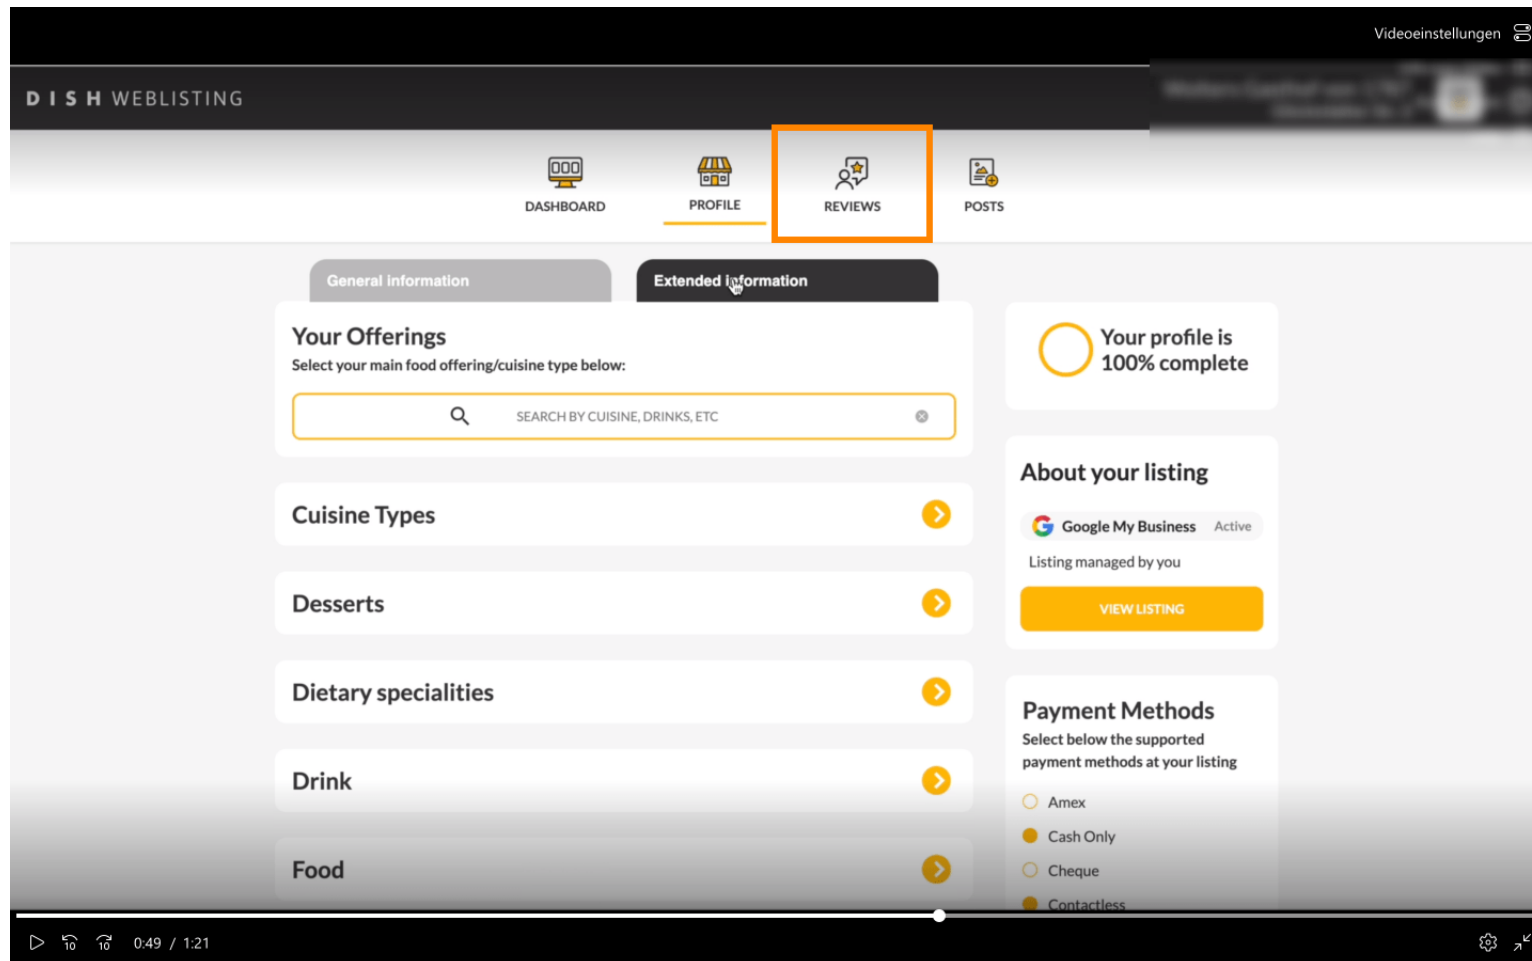 Videoeinstellungen
DISH WEBLISTING
DASHBOARD
PROFILE
REVIEWS
POSTS
General information
Extended information
Your Offerings
Select your main food offering/cuisine type below:
SEARCH BY CUISINE, DRINKS, ETC
Cuisine Types
Desserts
Dietary specialities
Drink
Food
Your profile is
100% complete
About your listing
Google My Business Active
Listing managed by you
VIEW LISTING
Payment Methods
Select below the supported
payment methods at your listing
Amex
Cash Only
Cheque
Contactless
10
10
0:49 / 1:21